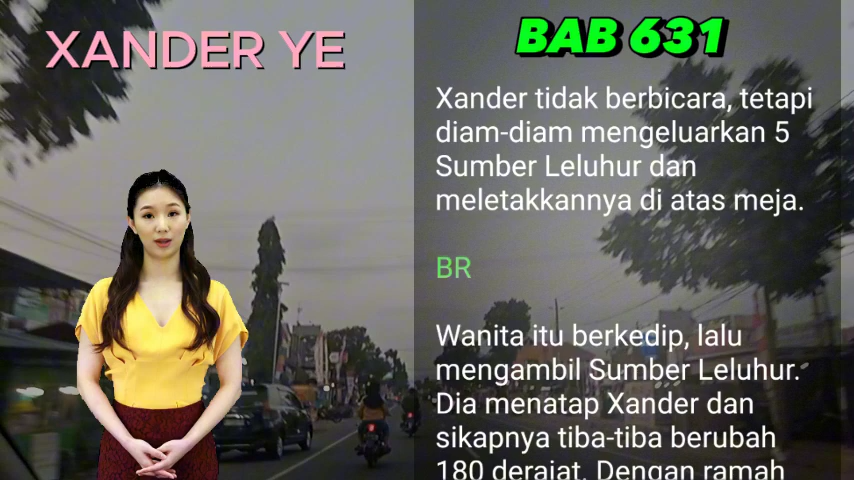 XANDER YE
BAB 631
Xander tidak berbicara, tetapi
diam-diam mengeluarkan 5
Sumber Leluhur dan
meletakkannya di atas meja.
BR
Wanita itu berkedip, lalu
mengambil Sumber Leluhur.
Dia menatap Xander dan
sikapnya tiba-tiba berubah
180 derajat. Dengan ramah